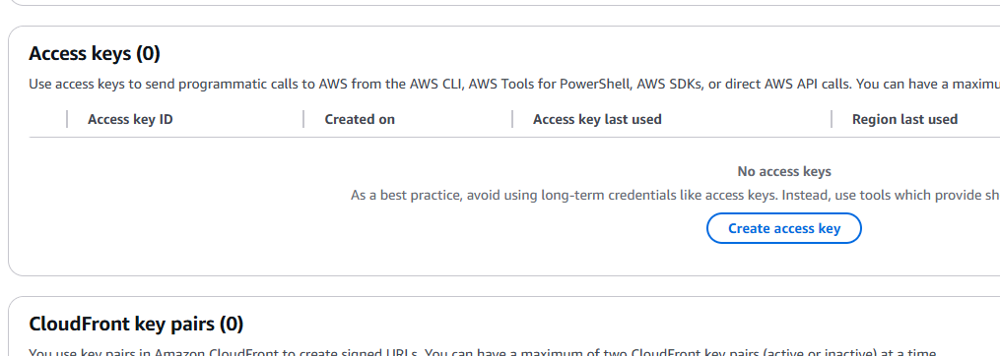 Access keys (0)
Use access keys to send programmatic calls to AWS from the AWS CLI, AWS Tools for PowerShell, AWS SDKs, or direct AWS API calls. You can have a maximu
Access key ID Created on Access key last used Region last used
No access keys
As a best practice, avoid using long-term credentials like access keys. Instead, use tools which provide sh
Create access key
CloudFront key pairs (0)
You use key pairs in Amazon CloudFront to create signed URLs. You can have a maximum of two CloudFront key pairs (active or inactive) at a time.